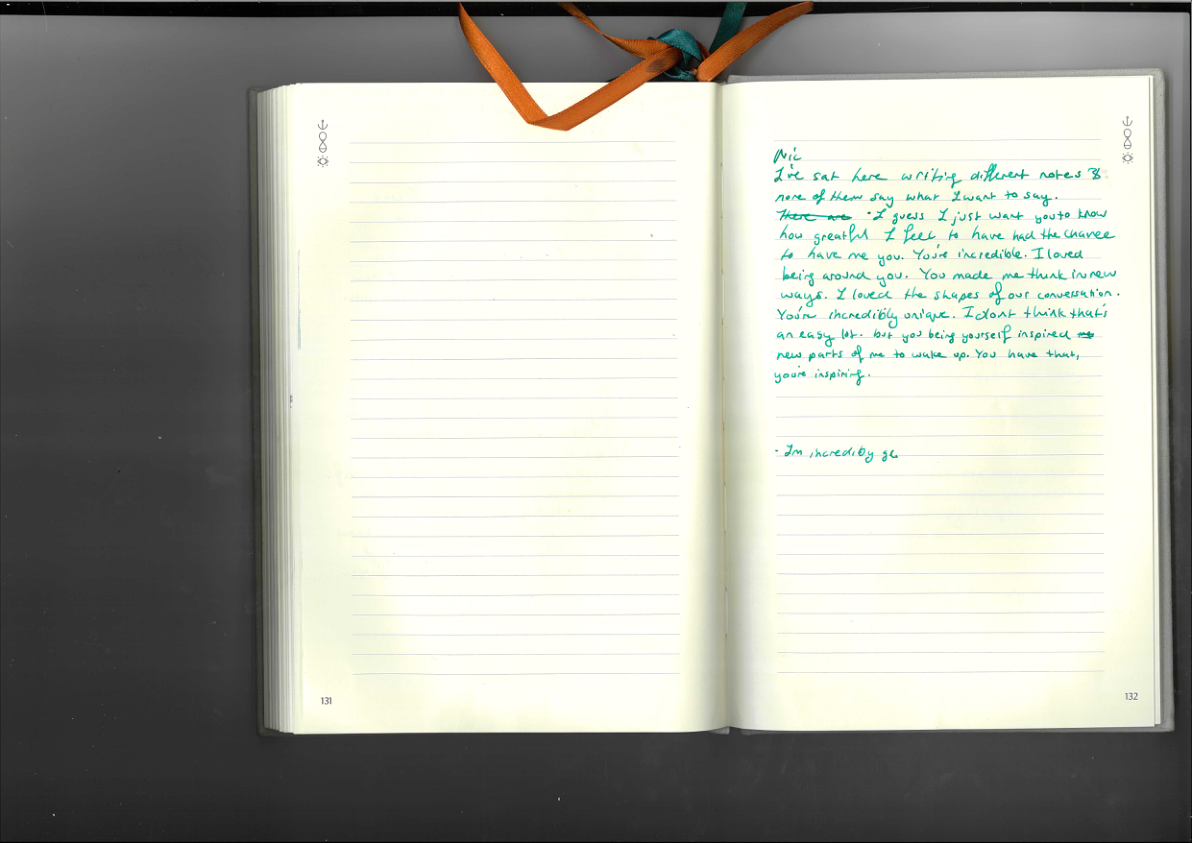 Nic
I've sat here writing different notes &
none of them say what I want to say.
There are • I guess I just want you to know
how greatful I feel to have had the chance
to have me you. You're incredible. I loved
being around you. You made me think in new
ways. I loved the shapes of our conversation.
You're incredibly unique. I dont think that's
an easy lot. but you being yourself inspired
new parts of me to wake up. You have that,
you're inspiring.
- I'm incredibly ge
131
132